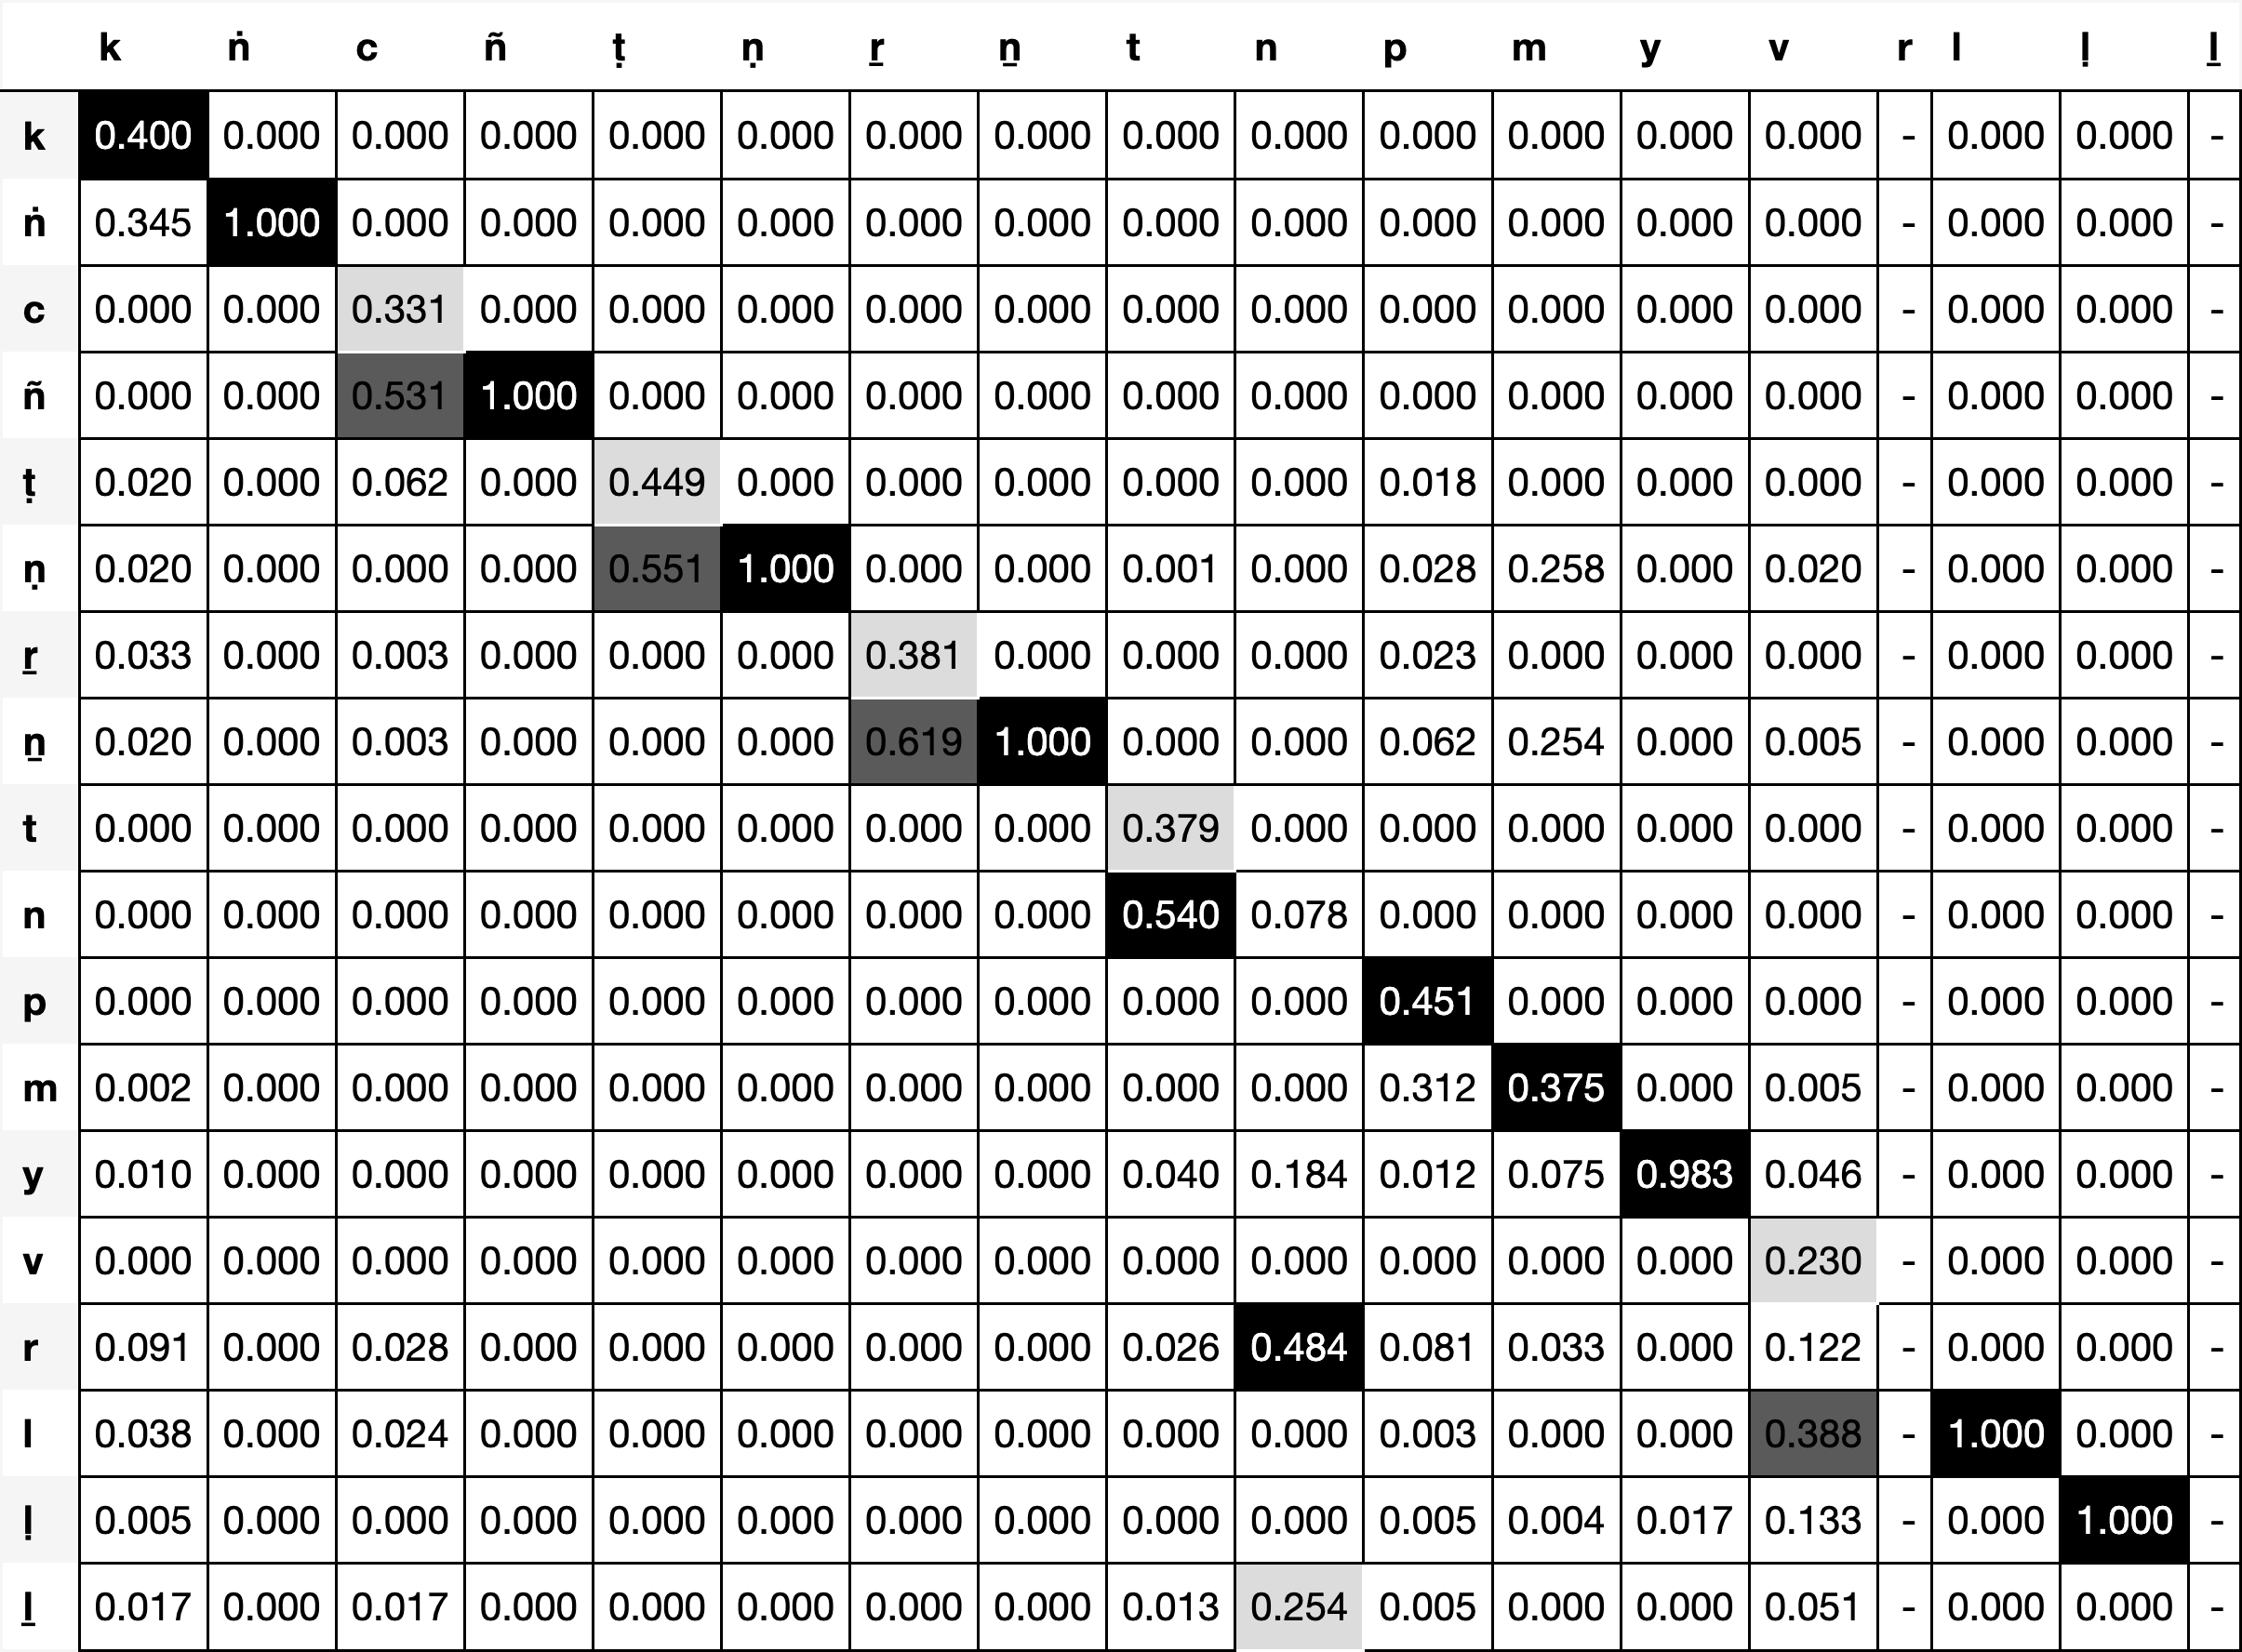 k ṅ c ñ ṭ ṇ ṟ ṉ t n p m y v r l ḷ ḻ
k 0.400 0.000 0.000 0.000 0.000 0.000 0.000 0.000 0.000 0.000 0.000 0.000 0.000 0.000 - 0.000 0.000 -
ṅ 0.345 1.000 0.000 0.000 0.000 0.000 0.000 0.000 0.000 0.000 0.000 0.000 0.000 0.000 - 0.000 0.000 -
c 0.000 0.000 0.331 0.000 0.000 0.000 0.000 0.000 0.000 0.000 0.000 0.000 0.000 0.000 - 0.000 0.000 -
ñ 0.000 0.000 0.531 1.000 0.000 0.000 0.000 0.000 0.000 0.000 0.000 0.000 0.000 0.000 - 0.000 0.000 -
ṭ 0.020 0.000 0.062 0.000 0.449 0.000 0.000 0.000 0.000 0.000 0.018 0.000 0.000 0.000 - 0.000 0.000 -
ṇ 0.020 0.000 0.000 0.000 0.551 1.000 0.000 0.000 0.001 0.000 0.028 0.258 0.000 0.020 - 0.000 0.000 -
ṟ 0.033 0.000 0.003 0.000 0.000 0.000 0.381 0.000 0.000 0.000 0.023 0.000 0.000 0.000 - 0.000 0.000 -
ṉ 0.020 0.000 0.003 0.000 0.000 0.000 0.619 1.000 0.000 0.000 0.062 0.254 0.000 0.005 - 0.000 0.000 -
t 0.000 0.000 0.000 0.000 0.000 0.000 0.000 0.000 0.379 0.000 0.000 0.000 0.000 0.000 - 0.000 0.000 -
n 0.000 0.000 0.000 0.000 0.000 0.000 0.000 0.000 0.540 0.078 0.000 0.000 0.000 0.000 - 0.000 0.000 -
p 0.000 0.000 0.000 0.000 0.000 0.000 0.000 0.000 0.000 0.000 0.451 0.000 0.000 0.000 - 0.000 0.000 -
m 0.002 0.000 0.000 0.000 0.000 0.000 0.000 0.000 0.000 0.000 0.312 0.375 0.000 0.005 - 0.000 0.000 -
y 0.010 0.000 0.000 0.000 0.000 0.000 0.000 0.000 0.040 0.184 0.012 0.075 0.983 0.046 - 0.000 0.000 -
v 0.000 0.000 0.000 0.000 0.000 0.000 0.000 0.000 0.000 0.000 0.000 0.000 0.000 0.230 - 0.000 0.000 -
r 0.091 0.000 0.028 0.000 0.000 0.000 0.000 0.000 0.026 0.484 0.081 0.033 0.000 0.122 - 0.000 0.000 -
l 0.038 0.000 0.024 0.000 0.000 0.000 0.000 0.000 0.000 0.000 0.003 0.000 0.000 0.388 - 1.000 0.000 -
ḷ 0.005 0.000 0.000 0.000 0.000 0.000 0.000 0.000 0.000 0.000 0.005 0.004 0.017 0.133 - 0.000 1.000 -
ḻ 0.017 0.000 0.017 0.000 0.000 0.000 0.000 0.000 0.013 0.254 0.005 0.000 0.000 0.051 - 0.000 0.000 -